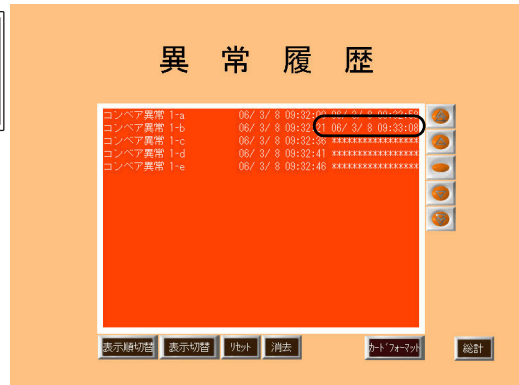 異常履歴
コンベア異常 1-a 06/ 3/ 8 09:32:
コンベア異常 1-b 06/ 3/ 8 09:32:21 06/ 3/ 8 09:33:08
コンベア異常 1-c 06/ 3/ 8 09:32:36 *****************
コンベア異常 1-d 06/ 3/ 8 09:32:41 *****************
コンベア異常 1-e 06/ 3/ 8 09:32:46 *****************
表示順切替 表示切替 リセット 消去 カードフォーマット 総計